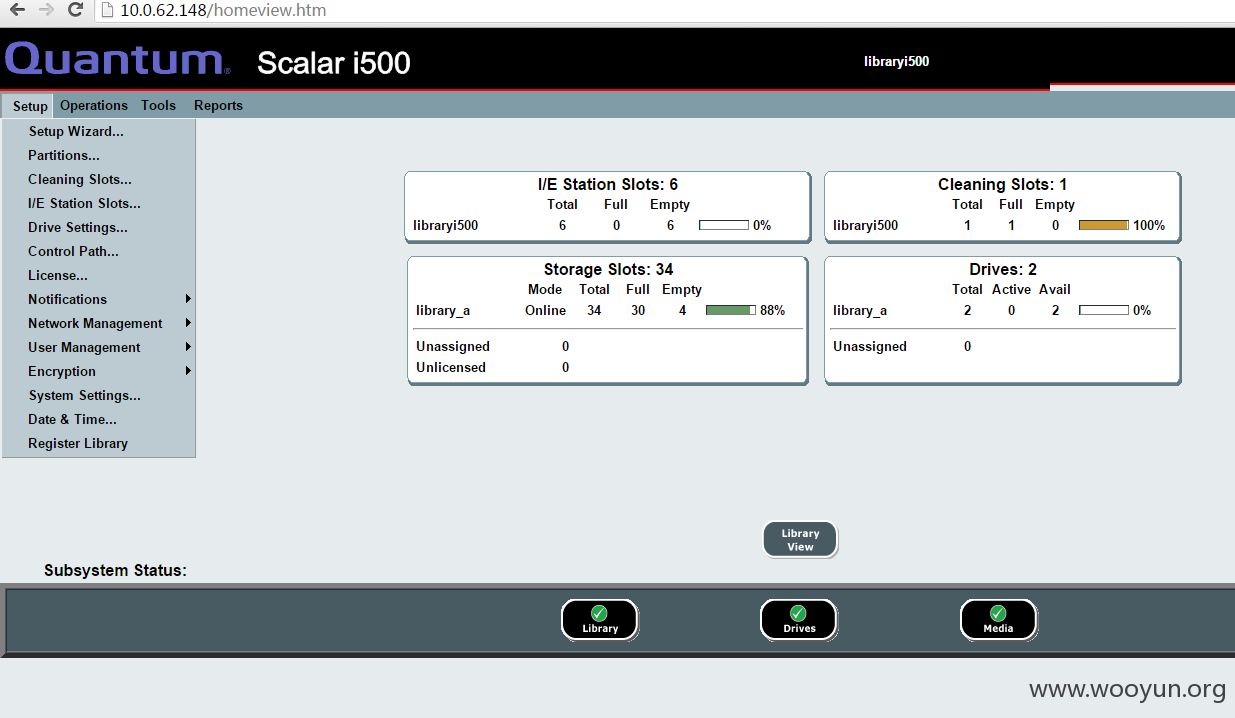 10.0.62.148/homeview.htm
Quantum® Scalar i500 libraryi500
Setup Operations Tools Reports
Setup Wizard...
Partitions...
Cleaning Slots...
I/E Station Slots...
Drive Settings...
Control Path...
License...
Notifications
Network Management
User Management
Encryption
System Settings...
Date & Time...
Register Library
I/E Station Slots: 6
Total Full Empty
libraryi500 6 0 6 0%
Cleaning Slots: 1
Total Full Empty
libraryi500 1 1 0 100%
Storage Slots: 34
Mode Total Full Empty
library_a Online 34 30 4 88%
Unassigned 0
Unlicensed 0
Drives: 2
Total Active Avail
library_a 2 0 2 0%
Unassigned 0
Library
View
Subsystem Status:
Library Drives Media
www.wooyun.org